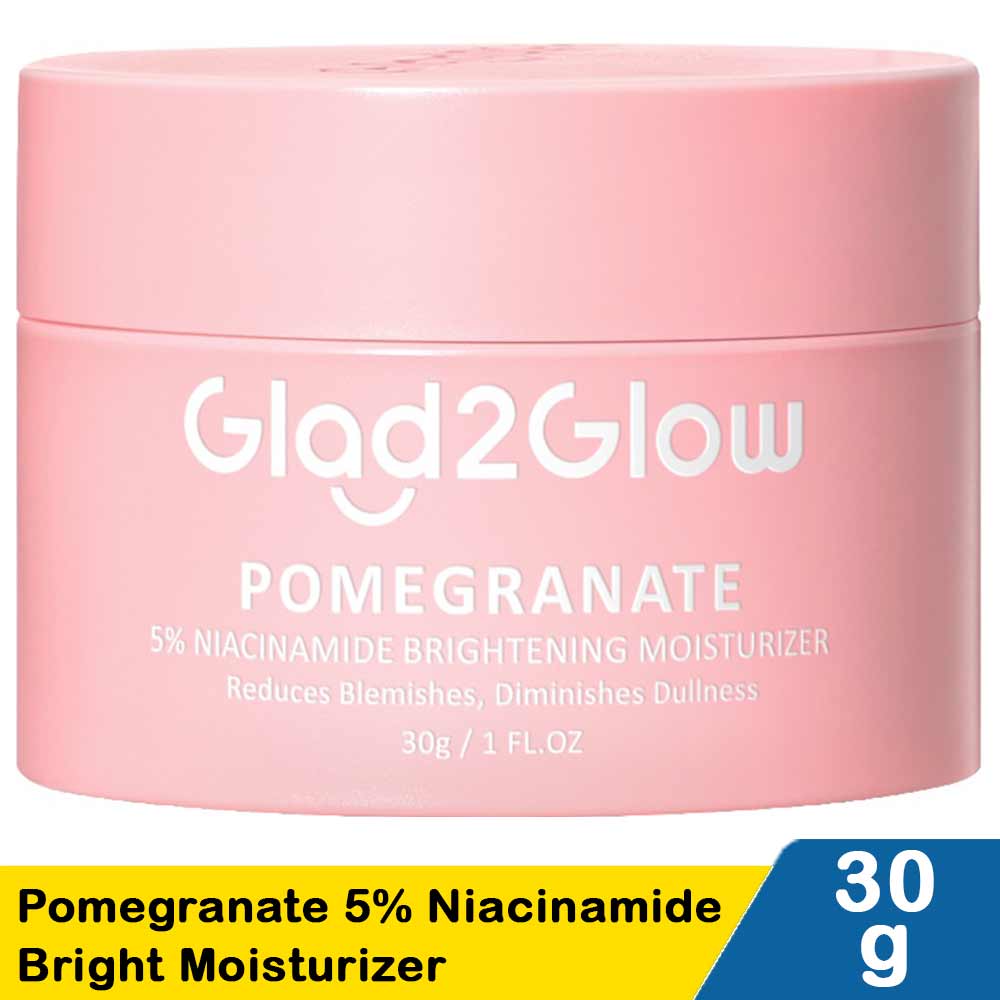 Glad2Glow
POMEGRANATE
5% NIACINAMIDE BRIGHTENING MOISTURIZER
Reduces Blemishes, Diminishes Dullness
30g / 1 FL.OZ
Pomegranate 5% Niacinamide
Bright Moisturizer
30
g